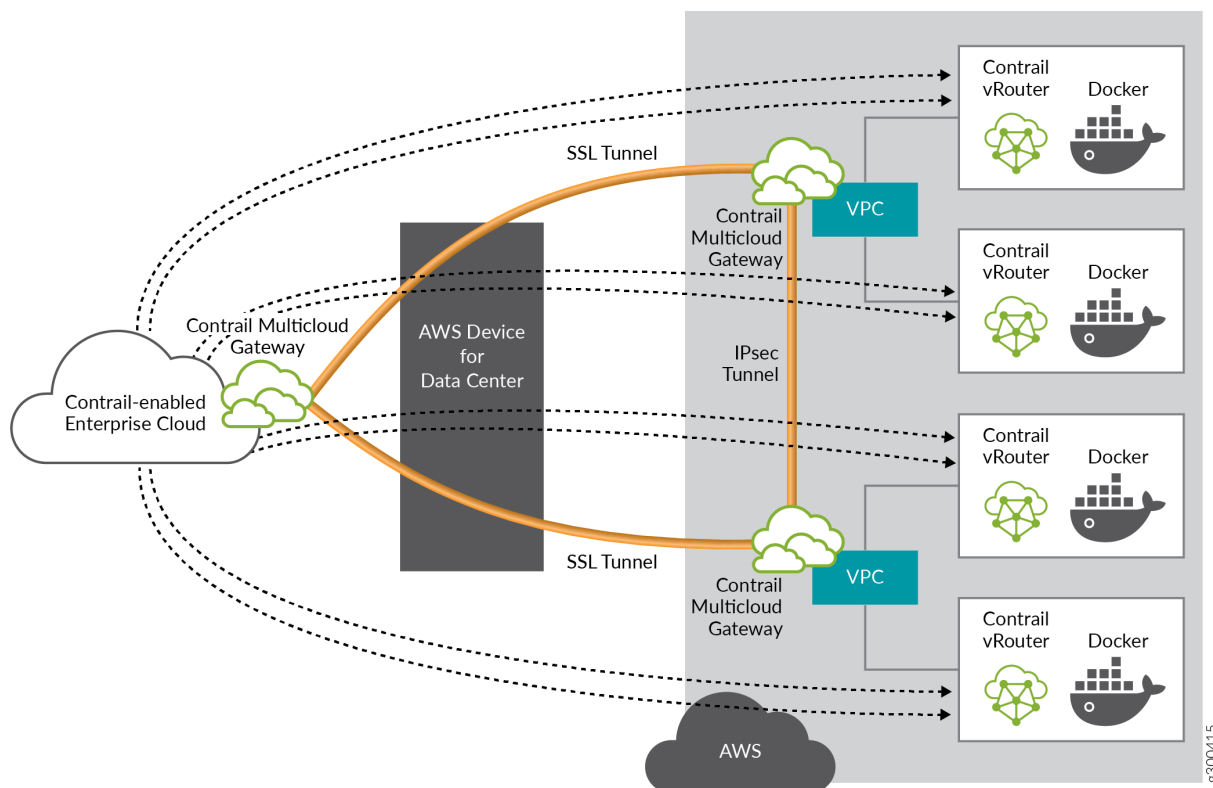 Contrail
vRouter
Docker
SSL Tunnel
VPC
Contrail
Multicloud
Gateway
Contrail
vRouter
Docker
Contrail Multicloud
Gateway
AWS Device
for
Data Center
IPsec
Tunnel
Contrail-enabled
Enterprise Cloud
Contrail
vRouter
Docker
SSL Tunnel
VPC
Contrail
Multicloud
Gateway
Contrail
vRouter
Docker
AWS
g300415